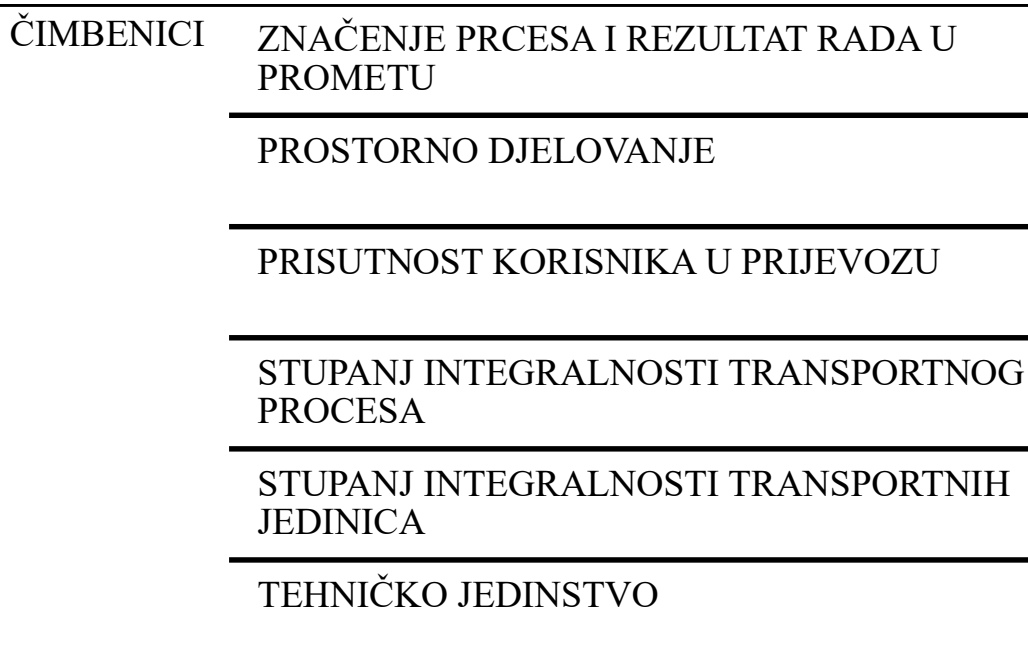 ČIMBENICI
ZNAČENJE PRCESA I REZULTAT RADA U
PROMETU
PROSTORNO DJELOVANJE
PRISUTNOST KORISNIKA U PRIJEVOZU
STUPANJ INTEGRALNOSTI TRANSPORTNOG
PROCESA
STUPANJ INTEGRALNOSTI TRANSPORTNIH
JEDINICA
TEHNIČKO JEDINSTVO